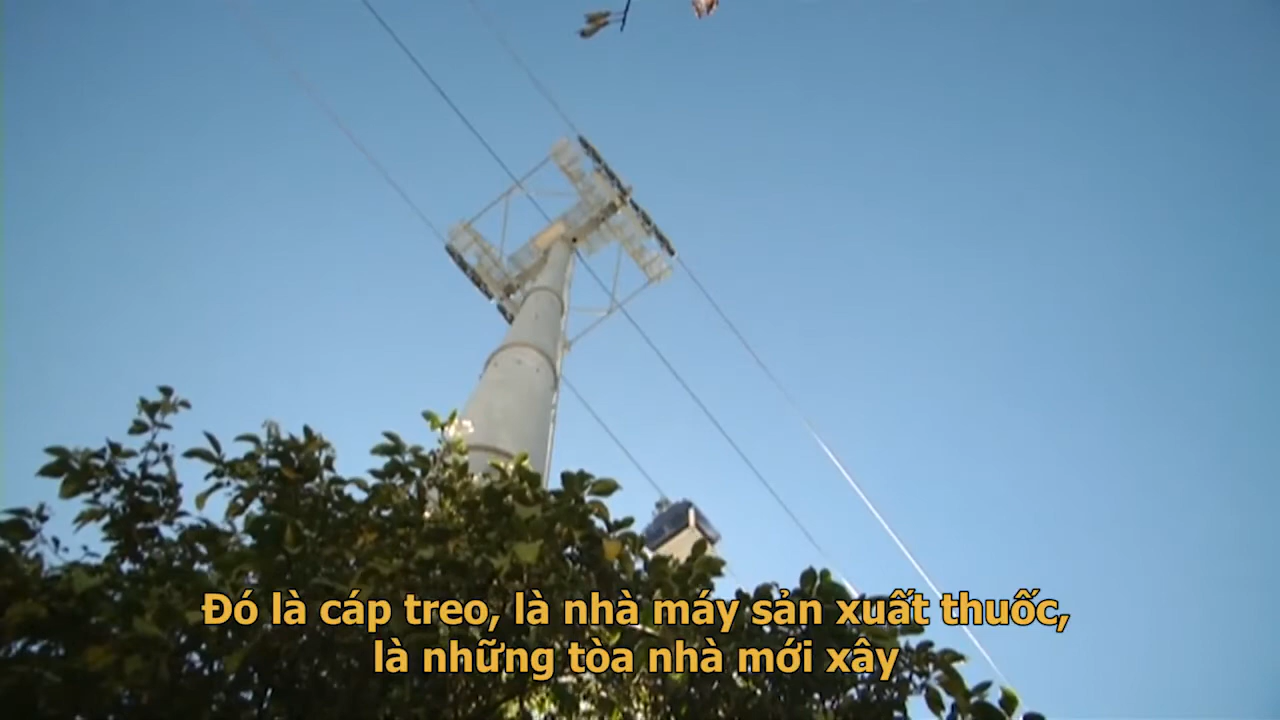 Đó là cáp treo, là nhà máy sản xuất thuốc,
là những tòa nhà mới xây